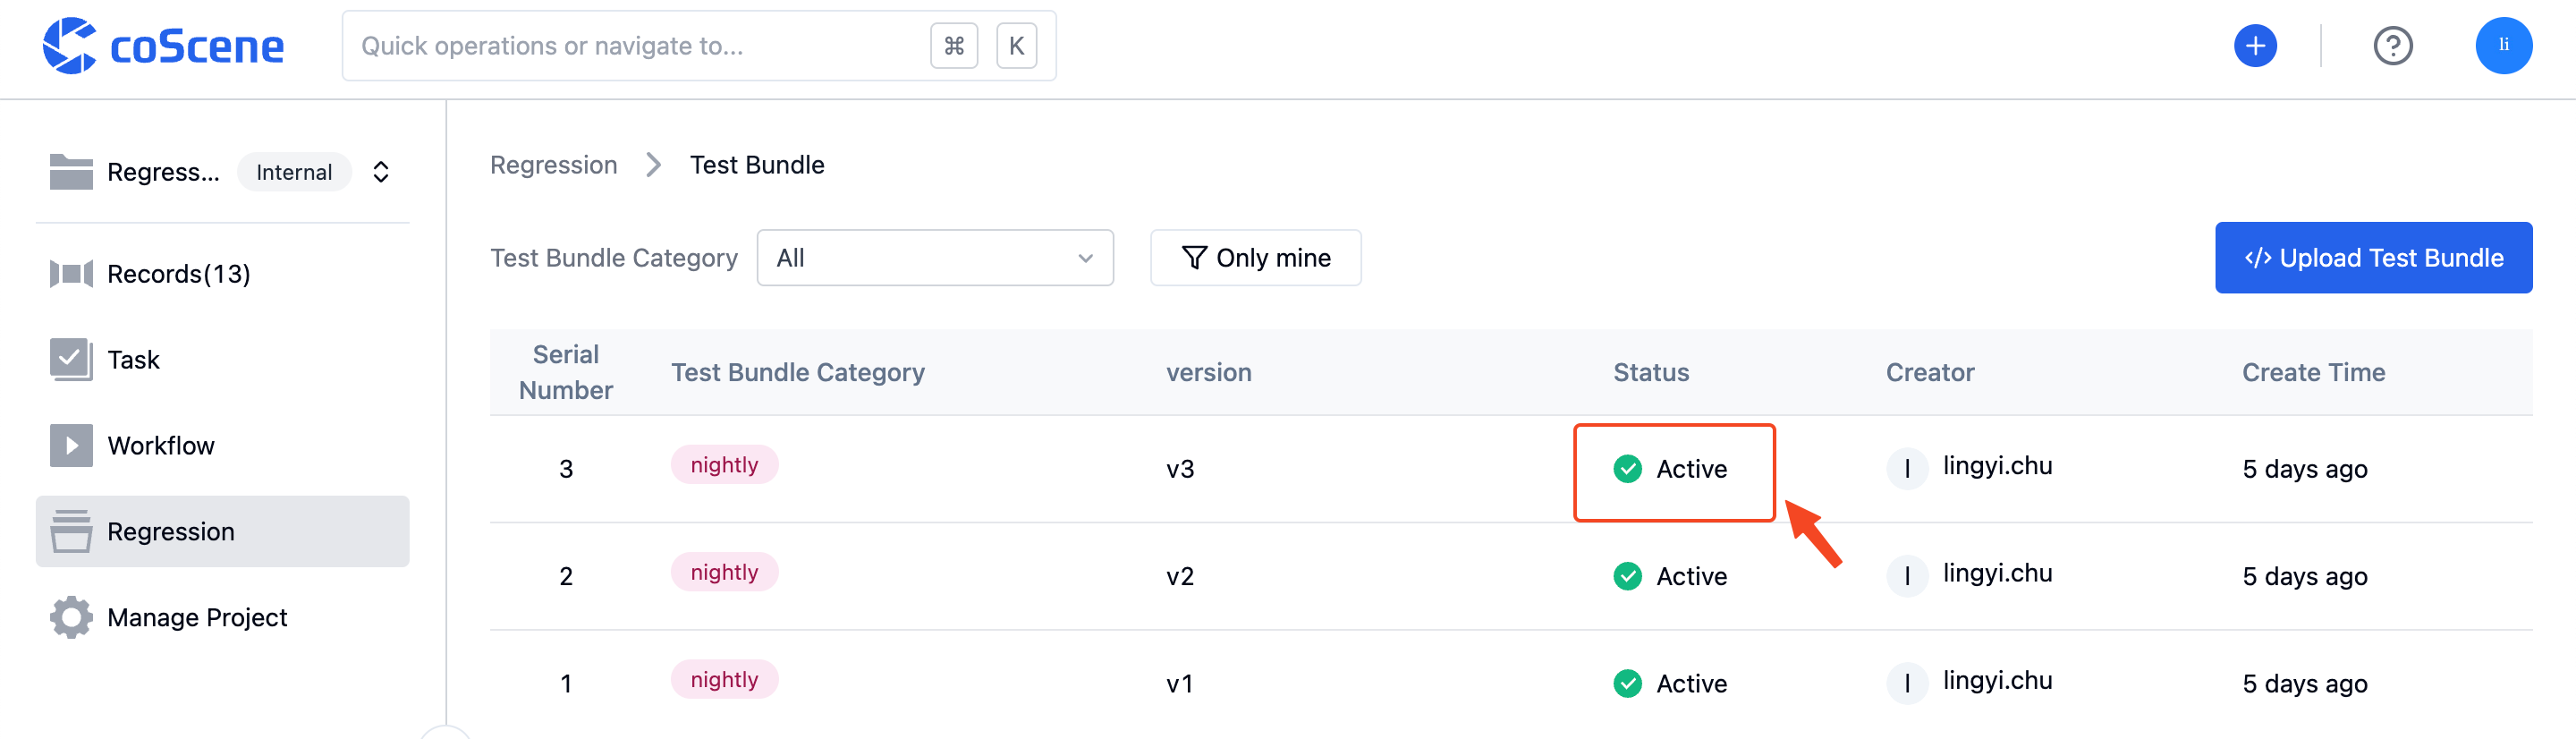 coScene
Quick operations or navigate to...
⌘ K
li
Regress...
Internal
Records(13)
Task
Workflow
Regression
Manage Project
Regression
Test Bundle
Test Bundle Category
All
Only mine
</> Upload Test Bundle
Serial Number Test Bundle Category version Status Creator Create Time
3 nightly v3 Active l lingyi.chu 5 days ago
2 nightly v2 Active l lingyi.chu 5 days ago
1 nightly v1 Active l lingyi.chu 5 days ago